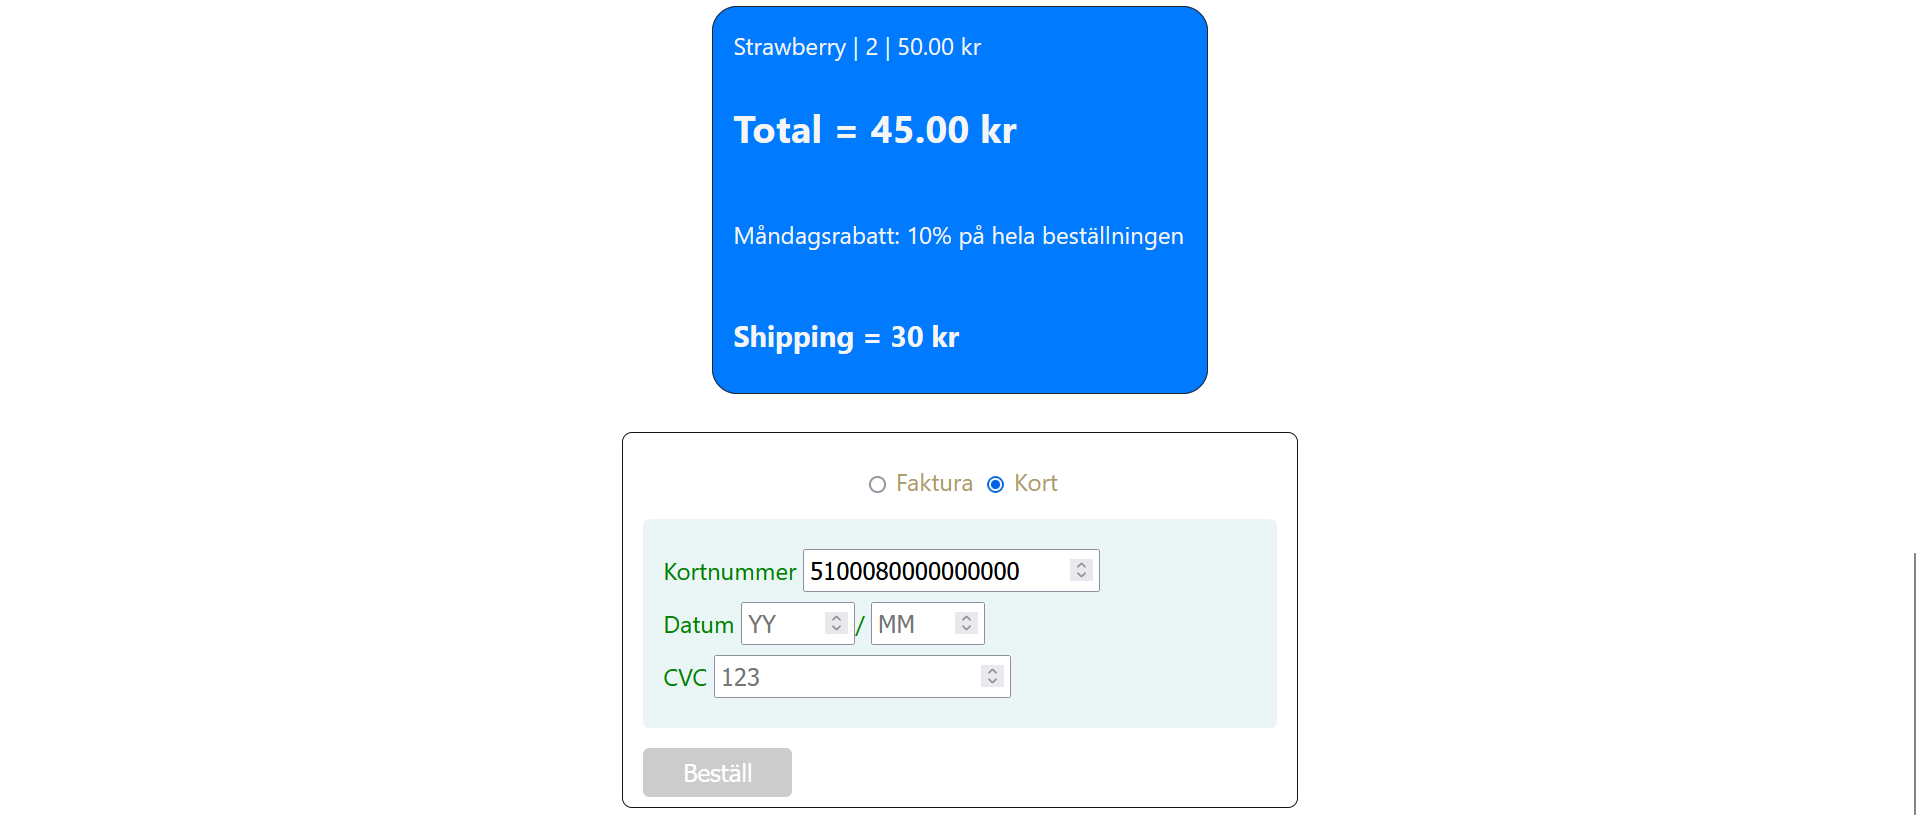 Strawberry | 2 | 50.00 kr
Total = 45.00 kr
Måndagsrabatt: 10% på hela beställningen
Shipping = 30 kr
Faktura Kort
Kortnummer 5100080000000000
Datum YY / MM
CVC 123
Beställ